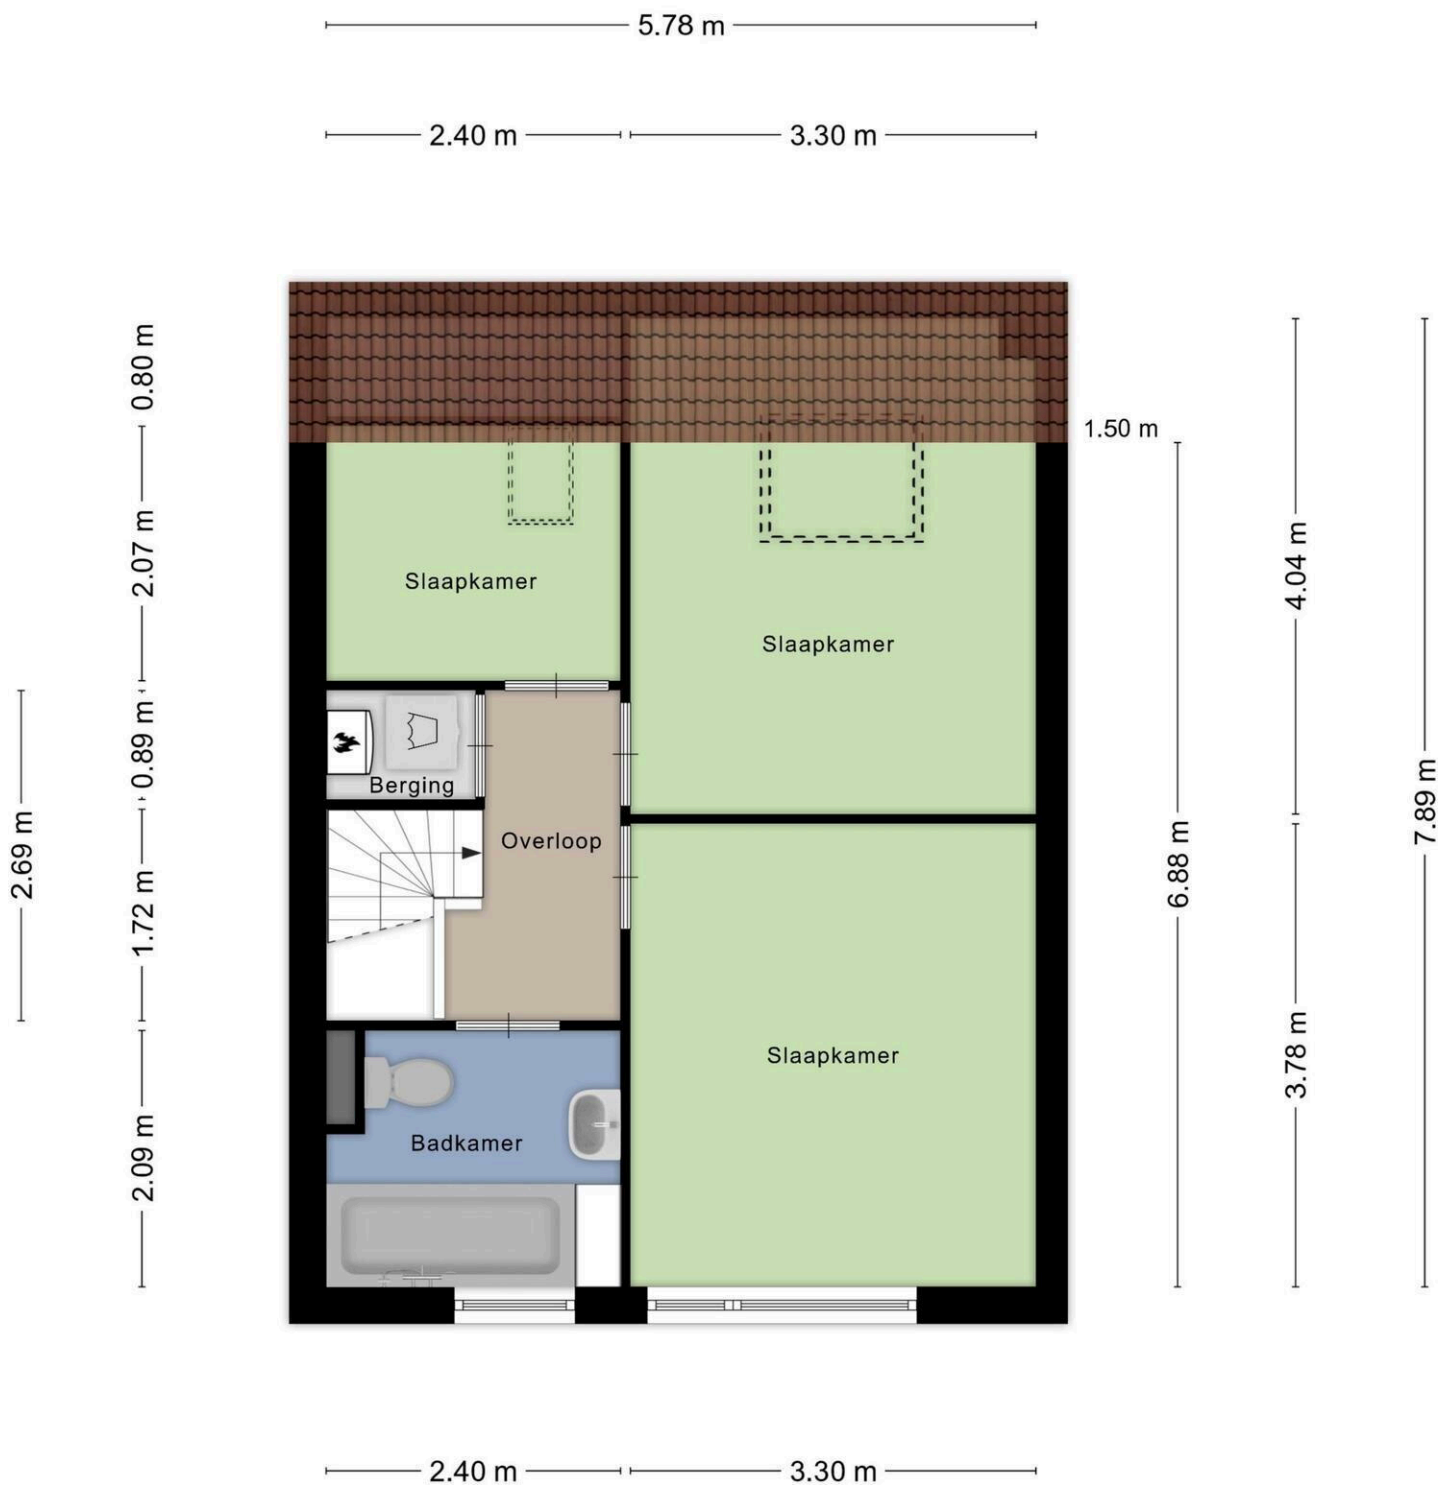 5.78 m
2.40 m
3.30 m
0.80 m
1.50 m
2.07 m
4.04 m
Slaapkamer
Slaapkamer
0.89 m
Berging
7.89 m
2.69 m
Overloop
6.88 m
1.72 m
Slaapkamer
3.78 m
Badkamer
2.09 m
2.40 m
3.30 m